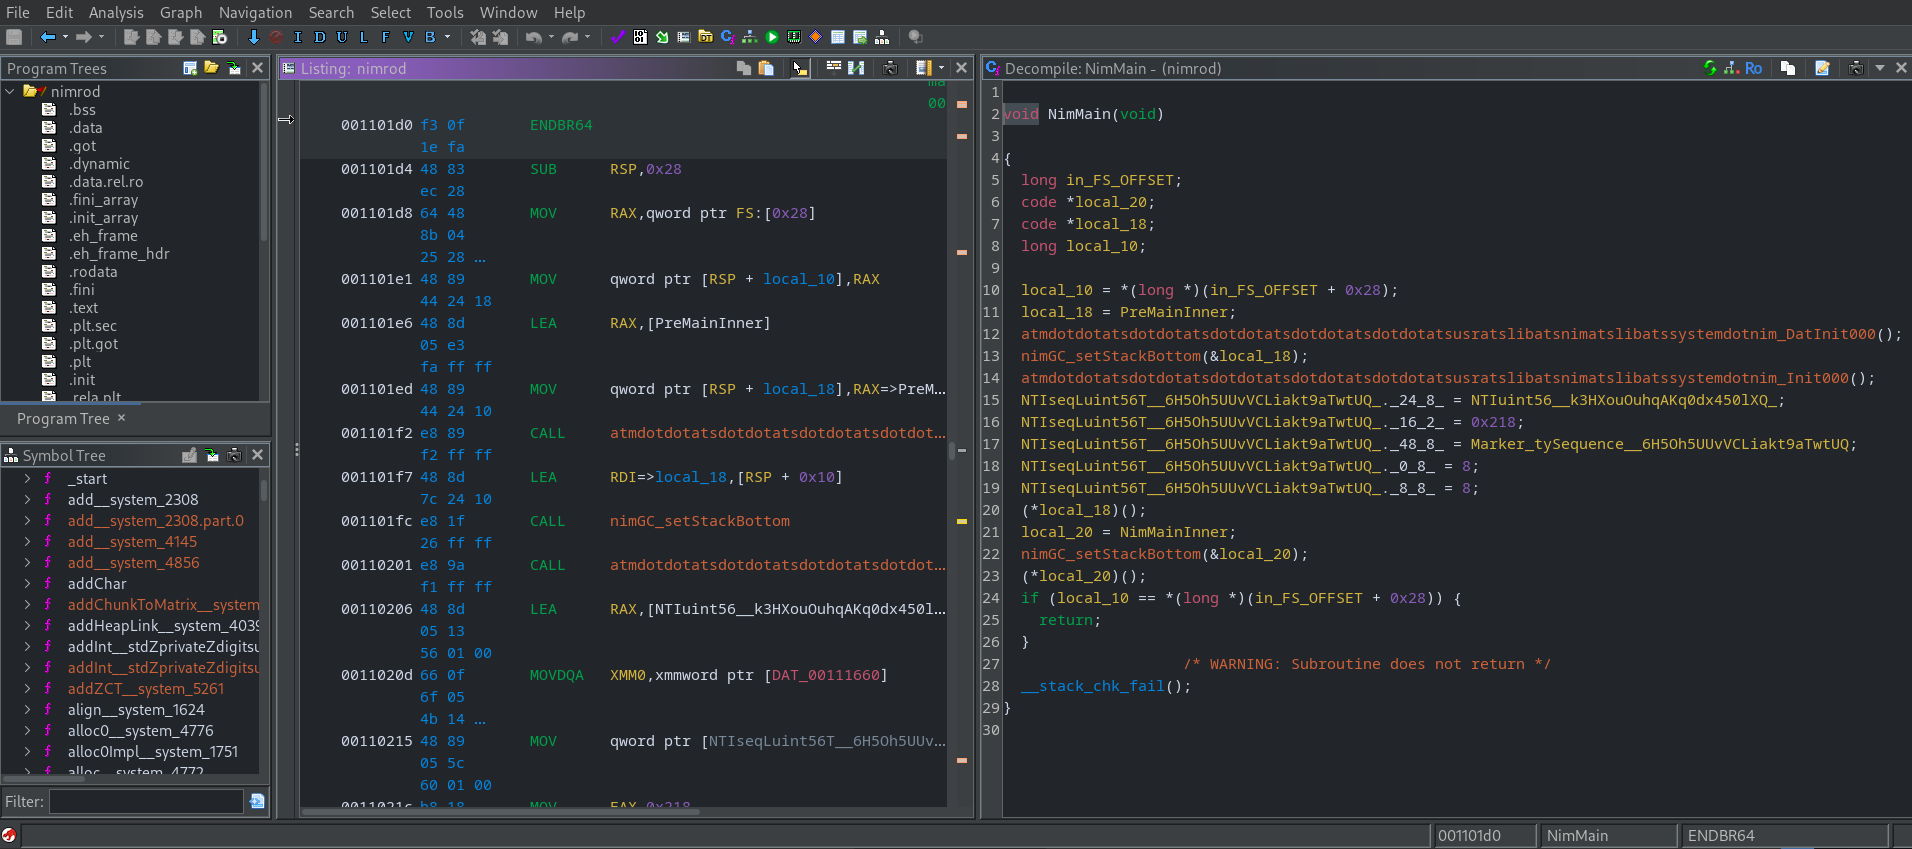 File Edit Analysis Graph Navigation Search Select Tools Window Help
I D U L F V B
Program Trees
nimrod
.bss
.data
.got
.dynamic
.data.rel.ro
.fini_array
.init_array
.eh_frame
.eh_frame_hdr
.rodata
.fini
.text
.plt.sec
.plt.got
.plt
.init
.rela.plt
Program Tree ×
Symbol Tree
f _start
f add__system_2308
f add__system_2308.part.0
f add__system_4145
f add__system_4856
f addChar
f addChunkToMatrix__system
f addHeapLink__system_4039
f addInt__stdZprivateZdigitsu
f addInt__stdZprivateZdigitsu
f addZCT__system_5261
f align__system_1624
f alloc0__system_4776
f alloc0Impl__system_1751
f alloc__system_4772
Filter:
Listing: nimrod
00
001101d0 f3 0f ENDBR64
1e fa
001101d4 48 83 SUB RSP,0x28
ec 28
001101d8 64 48 MOV RAX,qword ptr FS:[0x28]
8b 04
25 28 ...
001101e1 48 89 MOV qword ptr [RSP + local_10],RAX
44 24 18
001101e6 48 8d LEA RAX,[PreMainInner]
05 e3
fa ff ff
001101ed 48 89 MOV qword ptr [RSP + local_18],RAX=>PreM...
44 24 10
001101f2 e8 89 CALL atmdotdotatsdotdotatsdotdotatsdotdot...
f2 ff ff
001101f7 48 8d LEA RDI=>local_18,[RSP + 0x10]
7c 24 10
001101fc e8 1f CALL nimGC_setStackBottom
26 ff ff
00110201 e8 9a CALL atmdotdotatsdotdotatsdotdotatsdotdot...
f1 ff ff
00110206 48 8d LEA RAX,[NTIuint56__k3HXouOuhqAKq0dx450l...
05 13
56 01 00
0011020d 66 0f MOVDQA XMM0,xmmword ptr [DAT_00111660]
6f 05
4b 14 ...
00110215 48 89 MOV qword ptr [NTIseqLuint56T__6H5Oh5UUv...
05 5c
60 01 00
0011021c b8 18 MOV EAX,0x218
Decompile: NimMain - (nimrod)
Ro
1
2 void NimMain(void)
3
4 {
5 long in_FS_OFFSET;
6 code *local_20;
7 code *local_18;
8 long local_10;
9
10 local_10 = *(long *)(in_FS_OFFSET + 0x28);
11 local_18 = PreMainInner;
12 atmdotdotatsdotdotatsdotdotatsdotdotatsdotdotatsusratslibatsnimatslibatssystemdotnim_DatInit000();
13 nimGC_setStackBottom(&local_18);
14 atmdotdotatsdotdotatsdotdotatsdotdotatsdotdotatsusratslibatsnimatslibatssystemdotnim_Init000();
15 NTIseqLuint56T__6H5Oh5UUvVCLiakt9aTwtUQ_._24_8_ = NTIuint56__k3HXouOuhqAKq0dx450lXQ_;
16 NTIseqLuint56T__6H5Oh5UUvVCLiakt9aTwtUQ_._16_2_ = 0x218;
17 NTIseqLuint56T__6H5Oh5UUvVCLiakt9aTwtUQ_._48_8_ = Marker_tySequence__6H5Oh5UUvVCLiakt9aTwtUQ;
18 NTIseqLuint56T__6H5Oh5UUvVCLiakt9aTwtUQ_._0_8_ = 8;
19 NTIseqLuint56T__6H5Oh5UUvVCLiakt9aTwtUQ_._8_8_ = 8;
20 (*local_18)();
21 local_20 = NimMainInner;
22 nimGC_setStackBottom(&local_20);
23 (*local_20)();
24 if (local_10 == *(long *)(in_FS_OFFSET + 0x28)) {
25 return;
26 }
27 /* WARNING: Subroutine does not return */
28 __stack_chk_fail();
29 }
30
001101d0 NimMain ENDBR64